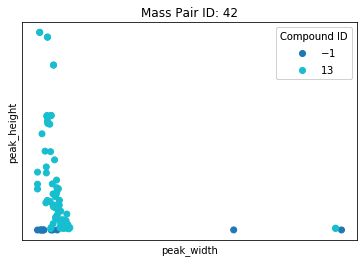 Mass Pair ID: 42
Compound ID
−1
13
peak_height
peak_width